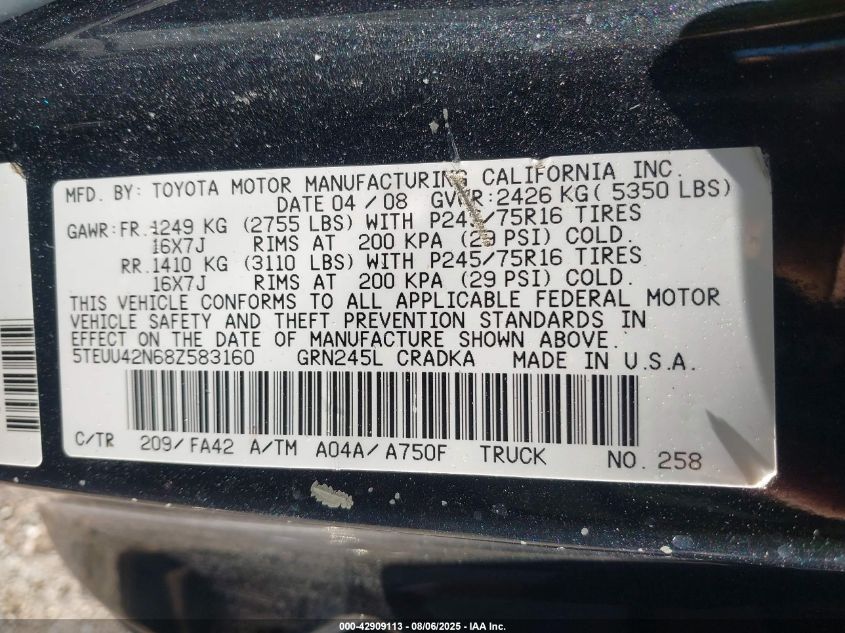 MFD. BY: TOYOTA MOTOR MANUFACTURING CALIFORNIA INC.
DATE 04 / 08 GVWR: 2426 KG ( 5350 LBS)
GAWR: FR. 1249 KG (2755 LBS) WITH P245/75R16 TIRES
16X7J RIMS AT 200 KPA (29 PSI) COLD.
RR. 1410 KG (3110 LBS) WITH P245/75R16 TIRES
16X7J RIMS AT 200 KPA (29 PSI) COLD.
THIS VEHICLE CONFORMS TO ALL APPLICABLE FEDERAL MOTOR
VEHICLE SAFETY AND THEFT PREVENTION STANDARDS IN
EFFECT ON THE DATE OF MANUFACTURE SHOWN ABOVE.
5TEUU42N68Z583160 GRN245L CRADKA MADE IN U.S.A.
C/TR 209/FA42 A/TM A04A/A750F TRUCK NO. 258
000-42909113 - 08/06/2025 - IAA Inc.